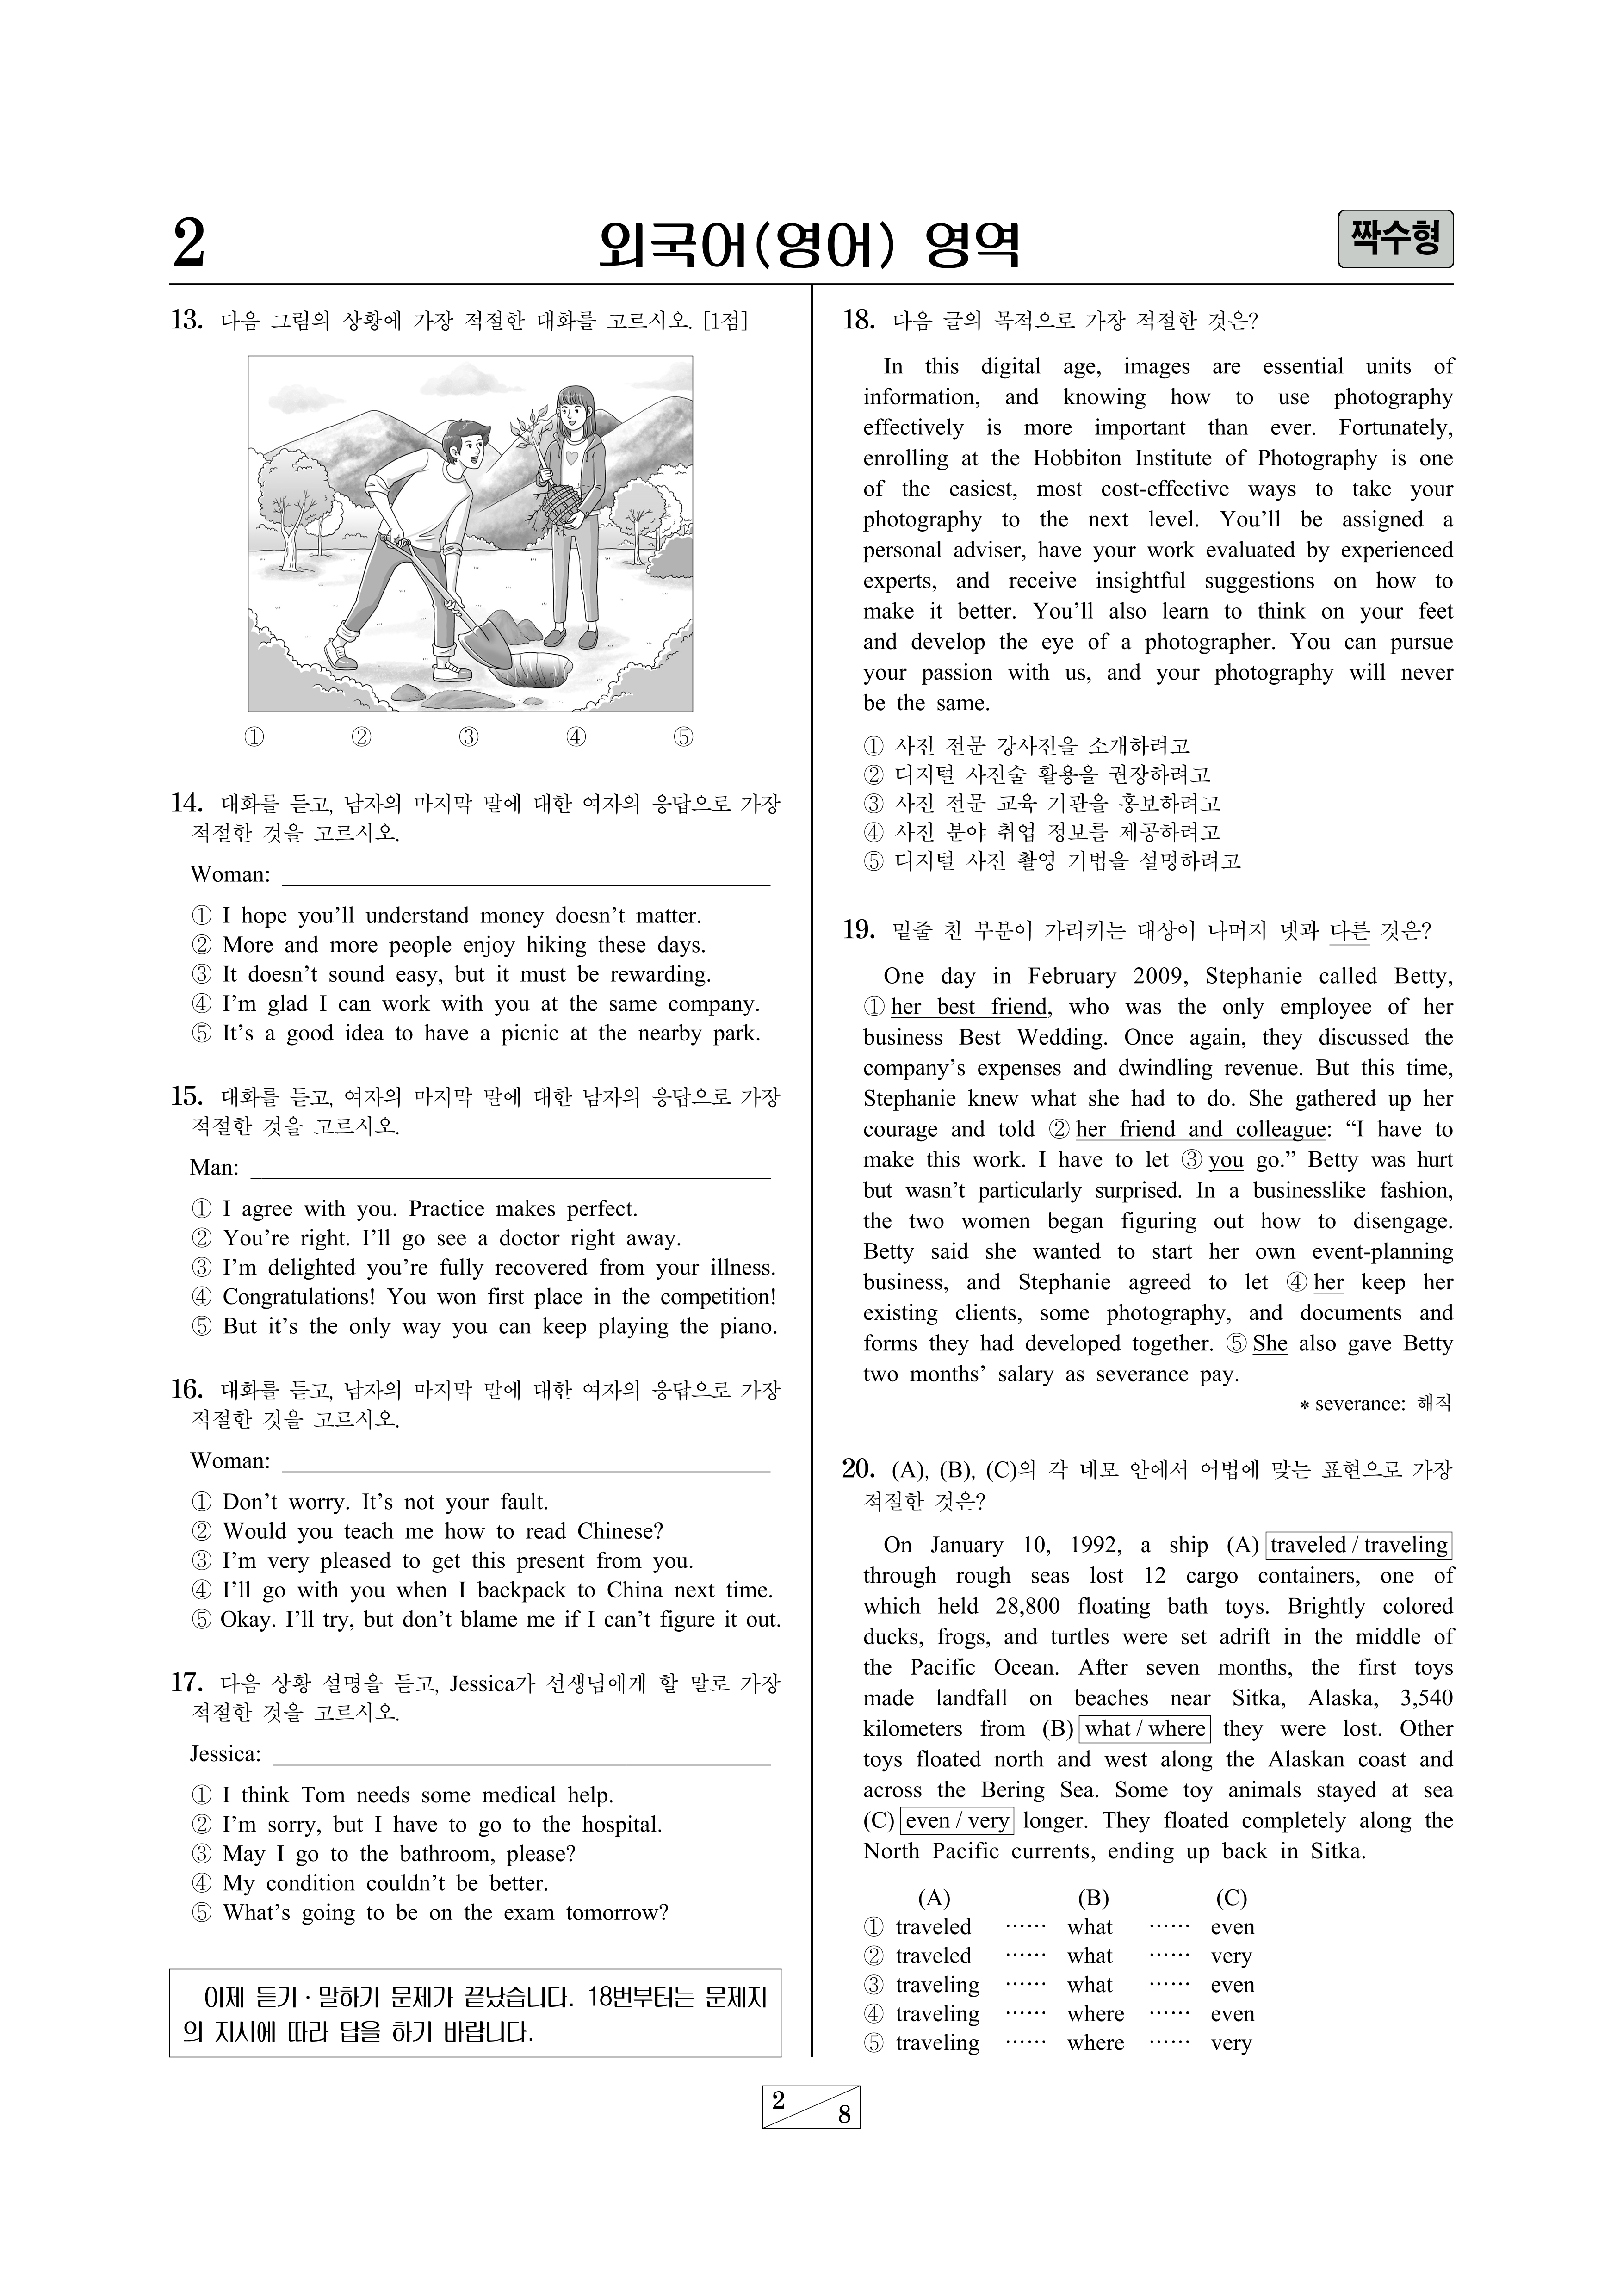 2
외국어(영어) 영역
짝수형
13. 다음 그림의 상황에 가장 적절한 대화를 고르시오. [1점]
① ② ③ ④ ⑤
14. 대화를 듣고, 남자의 마지막 말에 대한 여자의 응답으로 가장
적절한 것을 고르시오.
Woman:
① I hope you’ll understand money doesn’t matter.
② More and more people enjoy hiking these days.
③ It doesn’t sound easy, but it must be rewarding.
④ I’m glad I can work with you at the same company.
⑤ It’s a good idea to have a picnic at the nearby park.
15. 대화를 듣고, 여자의 마지막 말에 대한 남자의 응답으로 가장
적절한 것을 고르시오.
Man:
① I agree with you. Practice makes perfect.
② You’re right. I’ll go see a doctor right away.
③ I’m delighted you’re fully recovered from your illness.
④ Congratulations! You won first place in the competition!
⑤ But it’s the only way you can keep playing the piano.
16. 대화를 듣고, 남자의 마지막 말에 대한 여자의 응답으로 가장
적절한 것을 고르시오.
Woman:
① Don’t worry. It’s not your fault.
② Would you teach me how to read Chinese?
③ I’m very pleased to get this present from you.
④ I’ll go with you when I backpack to China next time.
⑤ Okay. I’ll try, but don’t blame me if I can’t figure it out.
17. 다음 상황 설명을 듣고, Jessica가 선생님에게 할 말로 가장
적절한 것을 고르시오.
Jessica:
① I think Tom needs some medical help.
② I’m sorry, but I have to go to the hospital.
③ May I go to the bathroom, please?
④ My condition couldn’t be better.
⑤ What’s going to be on the exam tomorrow?
이제 듣기·말하기 문제가 끝났습니다. 18번부터는 문제지
의 지시에 따라 답을 하기 바랍니다.
18. 다음 글의 목적으로 가장 적절한 것은?
In this digital age, images are essential units of
information, and knowing how to use photography
effectively is more important than ever. Fortunately,
enrolling at the Hobbiton Institute of Photography is one
of the easiest, most cost-effective ways to take your
photography to the next level. You’ll be assigned a
personal adviser, have your work evaluated by experienced
experts, and receive insightful suggestions on how to
make it better. You’ll also learn to think on your feet
and develop the eye of a photographer. You can pursue
your passion with us, and your photography will never
be the same.
① 사진 전문 강사진을 소개하려고
② 디지털 사진술 활용을 권장하려고
③ 사진 전문 교육 기관을 홍보하려고
④ 사진 분야 취업 정보를 제공하려고
⑤ 디지털 사진 촬영 기법을 설명하려고
19. 밑줄 친 부분이 가리키는 대상이 나머지 넷과 다른 것은?
One day in February 2009, Stephanie called Betty,
① her best friend, who was the only employee of her
business Best Wedding. Once again, they discussed the
company’s expenses and dwindling revenue. But this time,
Stephanie knew what she had to do. She gathered up her
courage and told ② her friend and colleague: “I have to
make this work. I have to let ③ you go.” Betty was hurt
but wasn’t particularly surprised. In a businesslike fashion,
the two women began figuring out how to disengage.
Betty said she wanted to start her own event-planning
business, and Stephanie agreed to let ④ her keep her
existing clients, some photography, and documents and
forms they had developed together. ⑤ She also gave Betty
two months’ salary as severance pay.
* severance: 해직
20. (A), (B), (C)의 각 네모 안에서 어법에 맞는 표현으로 가장
적절한 것은?
On January 10, 1992, a ship (A) traveled / traveling
through rough seas lost 12 cargo containers, one of
which held 28,800 floating bath toys. Brightly colored
ducks, frogs, and turtles were set adrift in the middle of
the Pacific Ocean. After seven months, the first toys
made landfall on beaches near Sitka, Alaska, 3,540
kilometers from (B) what / where they were lost. Other
toys floated north and west along the Alaskan coast and
across the Bering Sea. Some toy animals stayed at sea
(C) even / very longer. They floated completely along the
North Pacific currents, ending up back in Sitka.
(A) (B) (C)
① traveled …… what …… even
② traveled …… what …… very
③ traveling …… what …… even
④ traveling …… where …… even
⑤ traveling …… where …… very
2
8